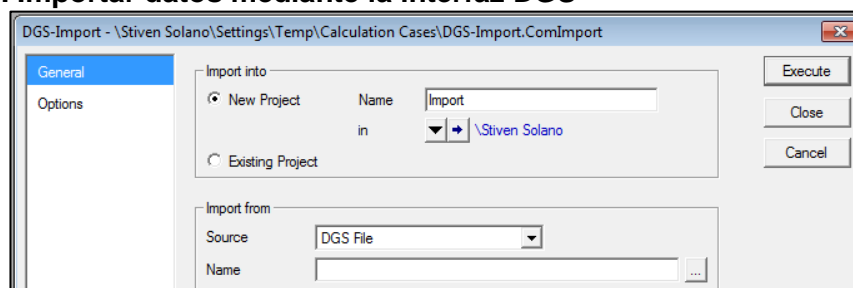 Importar datos mediante la interfaz DGS
DGS-Import - \Stiven Solano\Settings\Temp\Calculation Cases\DGS-Import.ComImport
General
Options
Import into
New Project
Name
Import
in
\Stiven Solano
Existing Project
Import from
Source
DGS File
Name
...
Execute
Close
Cancel